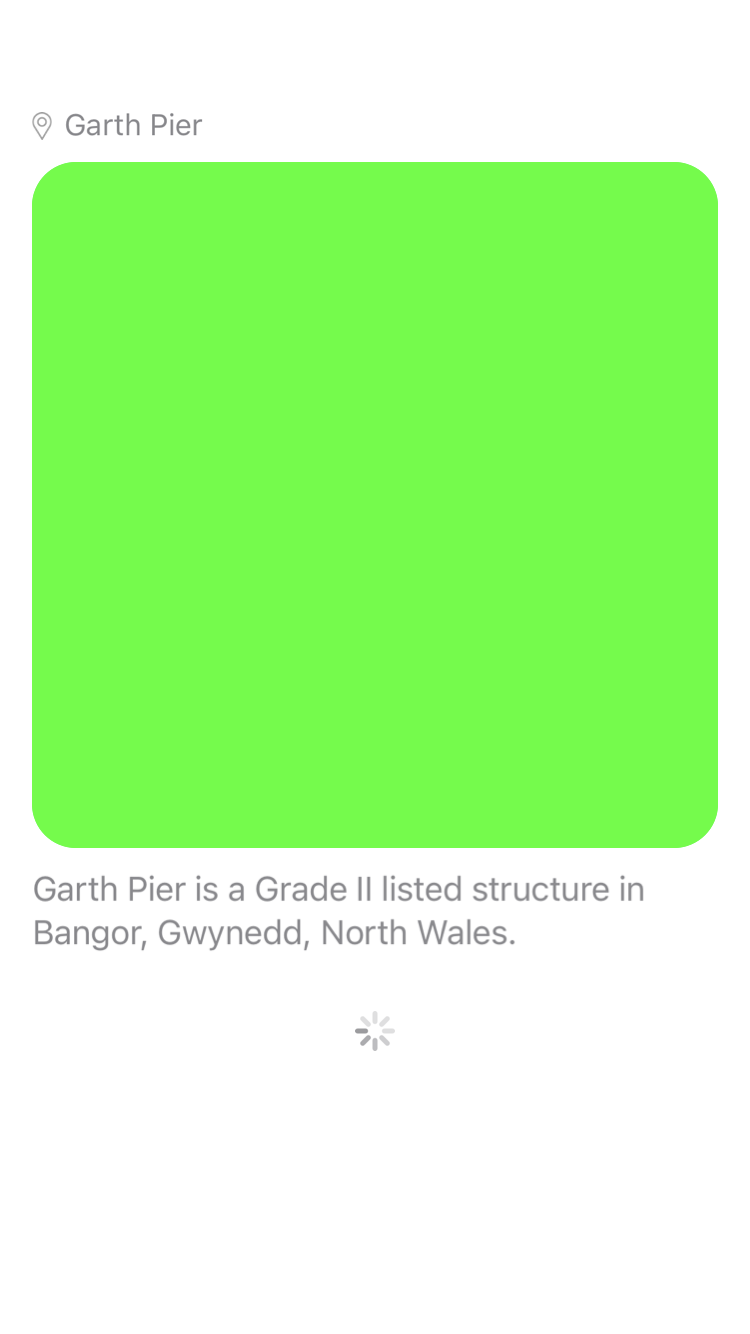 Garth Pier
Garth Pier is a Grade II listed structure in
Bangor, Gwynedd, North Wales.